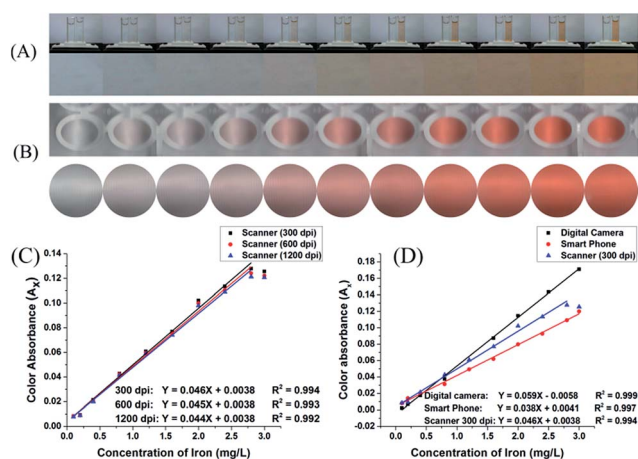 (A)
(B)
(C)
Scanner (300 dpi)
Scanner (600 dpi)
Scanner (1200 dpi)
Color Absorbance (Aₓ)
0.14
0.12
0.10
0.08
0.06
0.04
0.02
0.00
300 dpi: Y = 0.046X + 0.0038 R² = 0.994
600 dpi: Y = 0.045X + 0.0038 R² = 0.993
1200 dpi: Y = 0.044X + 0.0038 R² = 0.992
0.0 0.5 1.0 1.5 2.0 2.5 3.0 3.5
Concentration of Iron (mg/L)
(D)
Digital Camera
Smart Phone
Scanner (300 dpi)
Color Absorbance (Aₓ)
0.18
0.16
0.14
0.12
0.10
0.08
0.06
0.04
0.02
0.00
-0.02
Digital camera: Y = 0.059X - 0.0058 R² = 0.999
Smart Phone: Y = 0.038X + 0.0041 R² = 0.997
Scanner 300 dpi: Y = 0.046X + 0.0038 R² = 0.994
0.0 0.5 1.0 1.5 2.0 2.5 3.0 3.5
Concentration of Iron (mg/L)